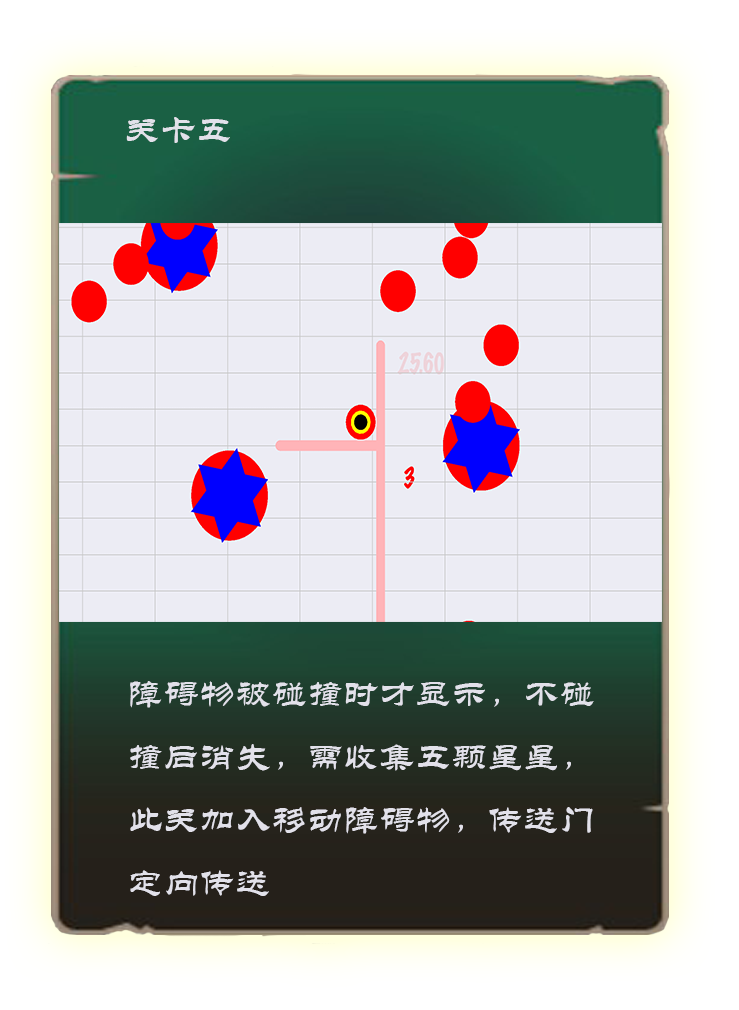 关卡五
25.60
3
障碍物被碰撞时才显示，不碰
撞后消失，需收集五颗星星，
此关加入移动障碍物，传送门
定向传送